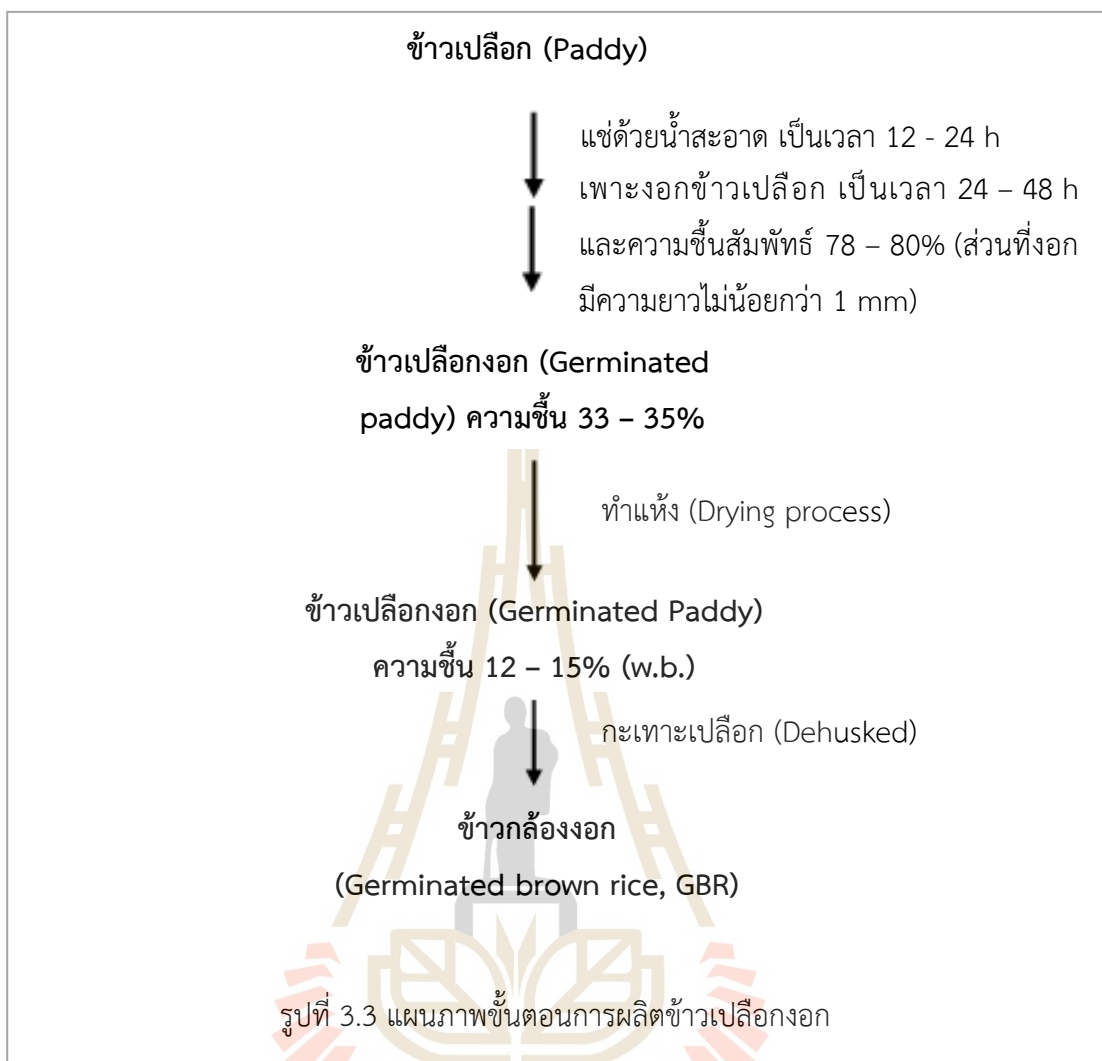 ข้าวเปลือก (Paddy)
แช่ด้วยน้ำสะอาด เป็นเวลา 12 - 24 h
เพาะงอกข้าวเปลือก เป็นเวลา 24 – 48 h
และความชื้นสัมพัทธ์ 78 – 80% (ส่วนที่งอก
มีความยาวไม่น้อยกว่า 1 mm)
ข้าวเปลือกงอก (Germinated
paddy) ความชื้น 33 – 35%
ทำแห้ง (Drying process)
ข้าวเปลือกงอก (Germinated Paddy)
ความชื้น 12 – 15% (w.b.)
กะเทาะเปลือก (Dehusked)
ข้าวกล้องงอก
(Germinated brown rice, GBR)
รูปที่ 3.3 แผนภาพขั้นตอนการผลิตข้าวเปลือกงอก